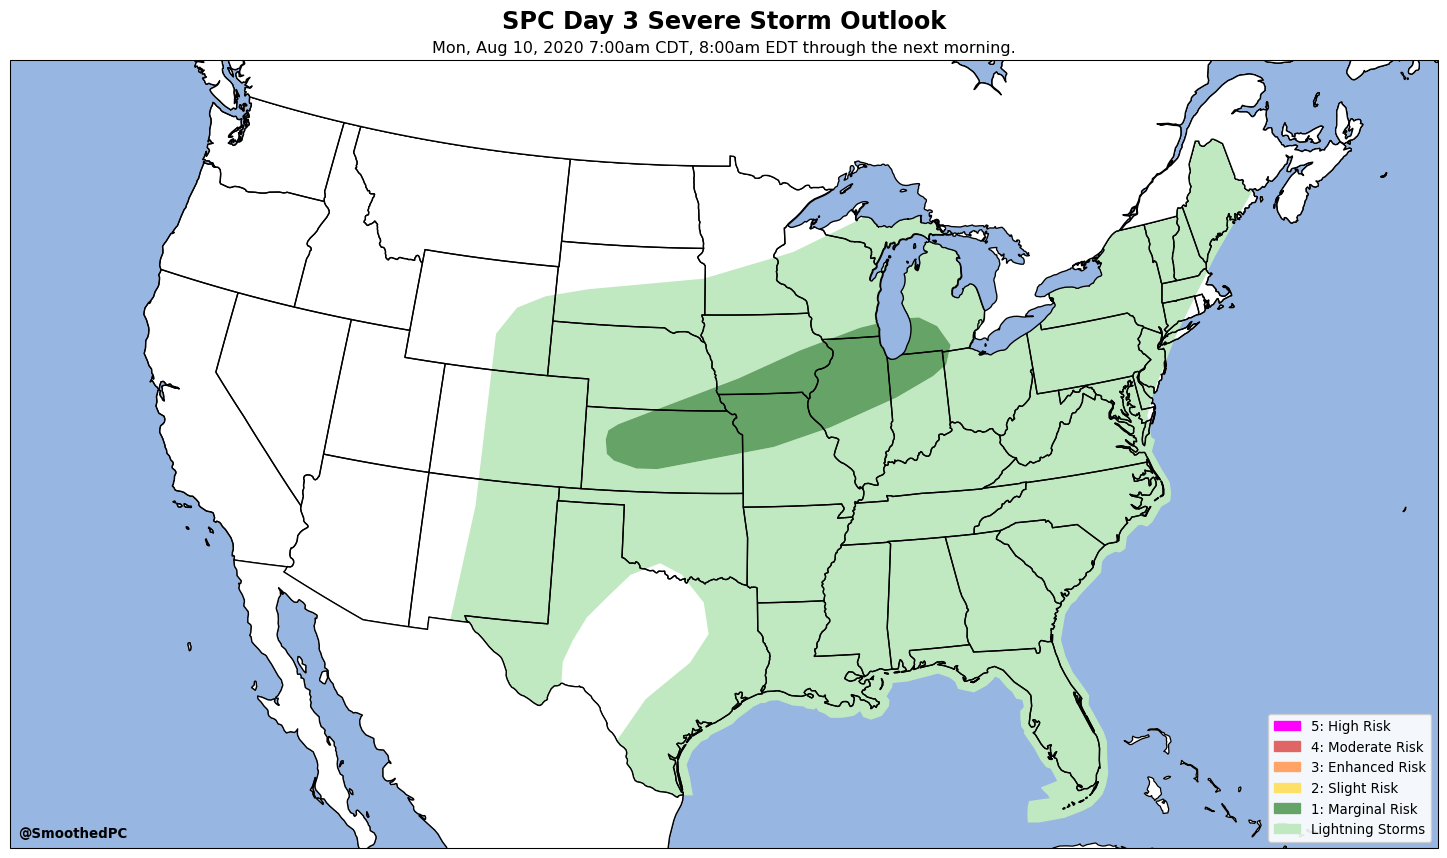 SPC Day 3 Severe Storm Outlook
Mon, Aug 10, 2020 7:00am CDT, 8:00am EDT through the next morning.
5: High Risk
4: Moderate Risk
3: Enhanced Risk
2: Slight Risk
1: Marginal Risk
Lightning Storms
@SmoothedPC